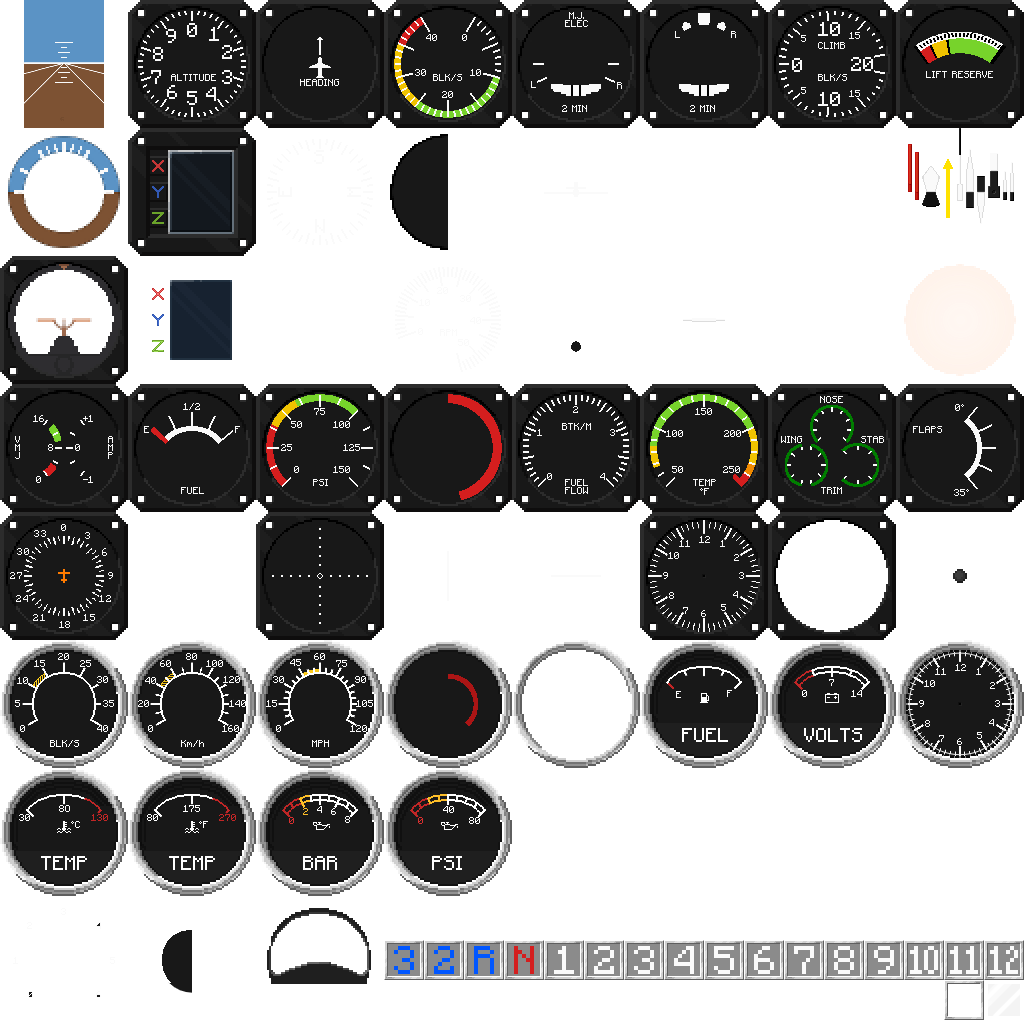 0 1 2 3 4 5 6 7 8 9
ALTITUDE
HEADING
40 0 10 20 30
BLK/S
M.J.
ELEC
L R
2 MIN
L R
2 MIN
10 15 20 15 10 5 0 5
CLIMB
BLK/S
LIFT RESERVE
X
Y
Z
X
Y
Z
16 8 0
+1 0 -1
VMJ
AMP
1/2
E F
FUEL
0 25 50 75 100 125 150
PSI
1 2 3 4
BTK/M
FUEL
FLOW
50 100 150 200 250
TEMP
°F
NOSE
WING STAB
TRIM
0°
FLAPS
35°
0 3 6 9 12 15 18 21 24 27 30 33
12 1 2 3 4 5 6 7 8 9 10 11
0 5 10 15 20 25 30 35 40
BLK/S
0 20 40 60 80 100 120 140 160
Km/h
0 15 30 45 60 75 90 105 120
MPH
E F
FUEL
0 7 14
VOLTS
12 1 2 3 4 5 6 7 8 9 10 11
30 80 130
°C
TEMP
80 175 270
°F
TEMP
0 2 4 6 8
BAR
0 40 80
PSI
3 2 R N 1 2 3 4 5 6 7 8 9 10 11 12